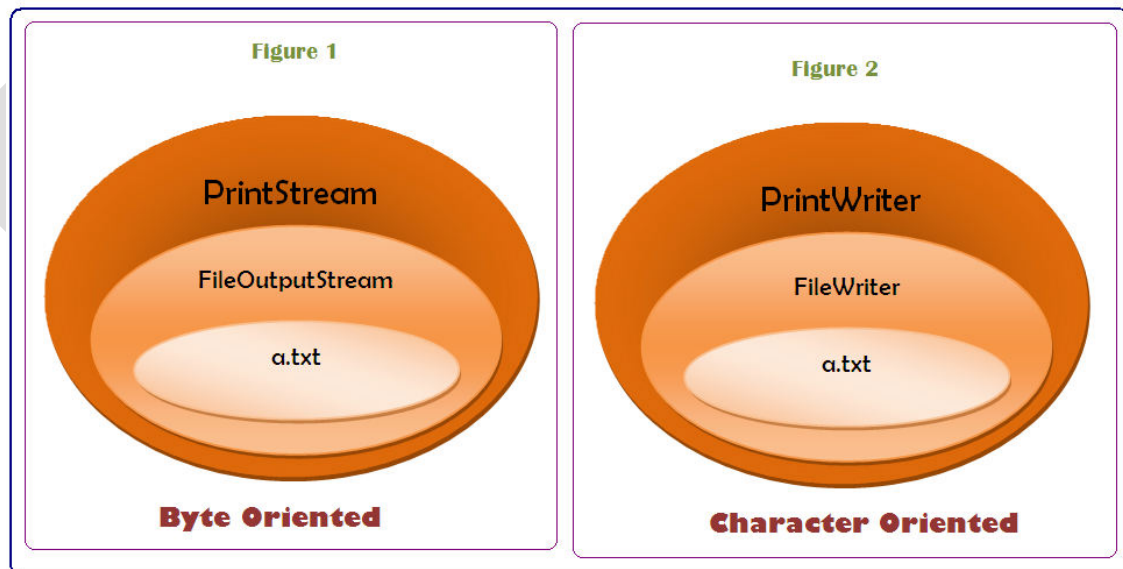 Figure 1
PrintStream
FileOutputStream
a.txt
Byte Oriented
Figure 2
PrintWriter
FileWriter
a.txt
Character Oriented